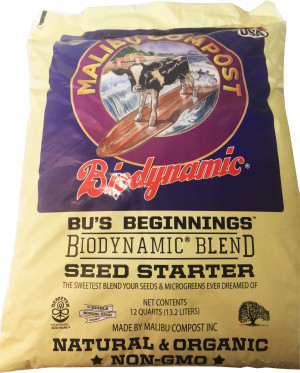 USA
MALIBU COMPOST
Biodynamic®
BU'S BEGINNINGS™
BIODYNAMIC® BLEND
SEED STARTER
THE SWEETEST BLEND YOUR SEEDS & MICROGREENS EVER DREAMED OF
NET CONTENTS
12 QUARTS (13.2 LITERS)
MADE BY MALIBU COMPOST INC
NATURAL & ORGANIC
★ NON-GMO ★